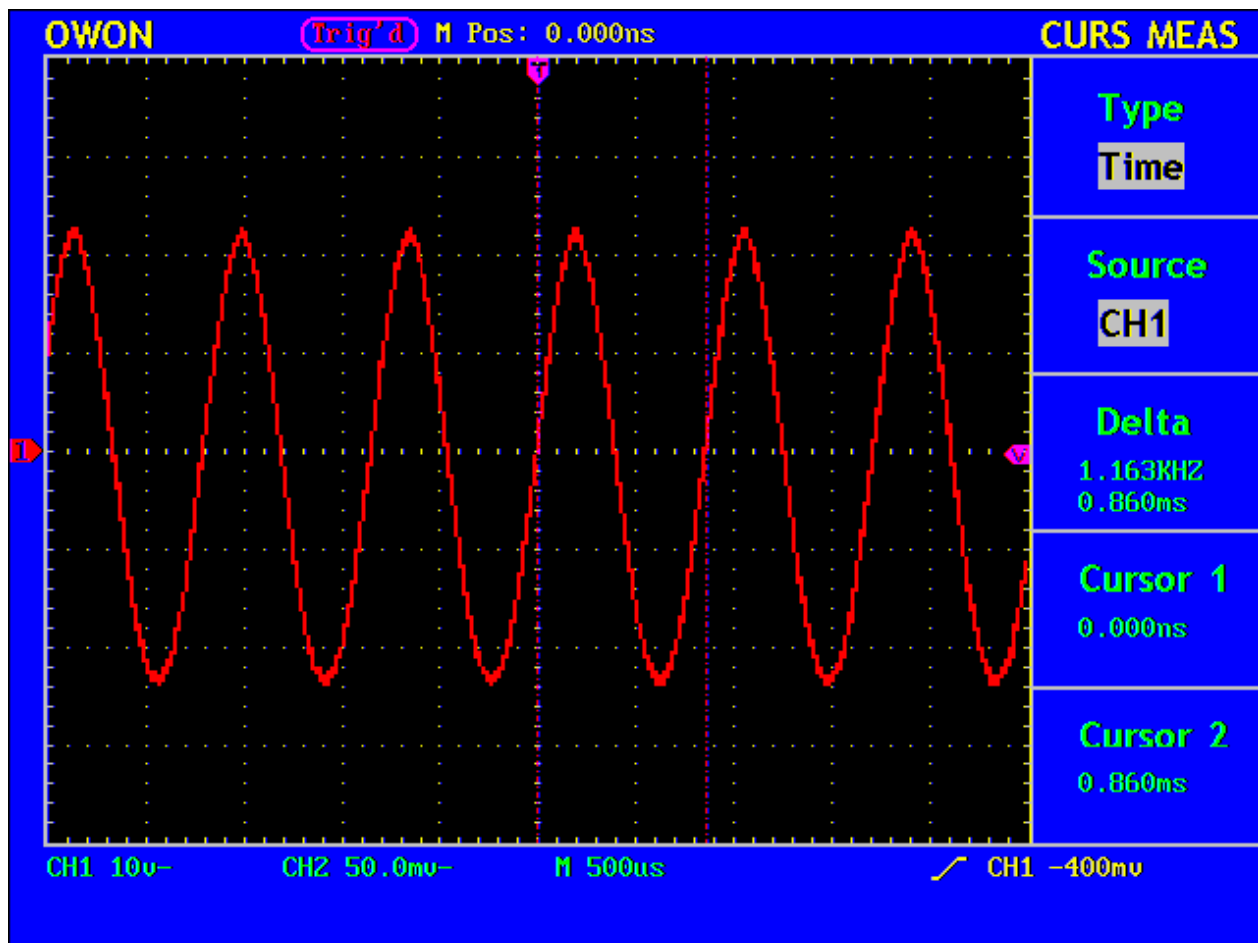 OWON Trig'd M Pos: 0.000ns CURS MEAS
T
Type
Time
Source
CH1
Delta
1.163KHZ
0.860ms
1
V
Cursor 1
0.000ns
Cursor 2
0.860ms
CH1 10v- CH2 50.0mv- M 500us CH1 -400mv